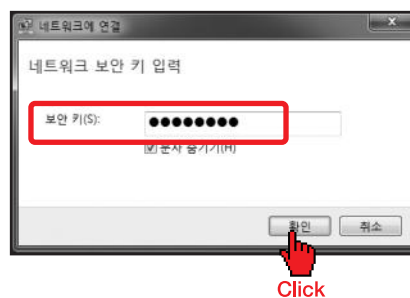 네트워크에 연결
네트워크 보안 키 입력
보안 키(S): ●●●●●●●●
문자 숨기기(H)
확인 취소
Click